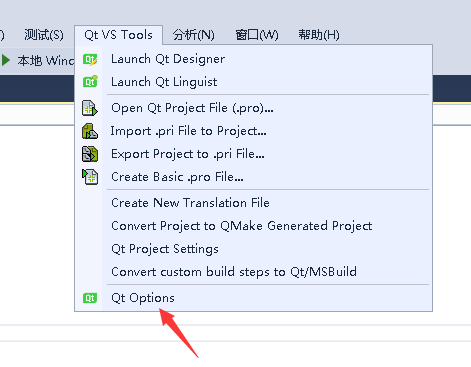 测试(S) Qt VS Tools 分析(N) 窗口(W) 帮助(H)
本地 Winc
Launch Qt Designer
Launch Qt Linguist
Open Qt Project File (.pro)...
Import .pri File to Project...
Export Project to .pri File...
Create Basic .pro File...
Create New Translation File
Convert Project to QMake Generated Project
Qt Project Settings
Convert custom build steps to Qt/MSBuild
Qt Options